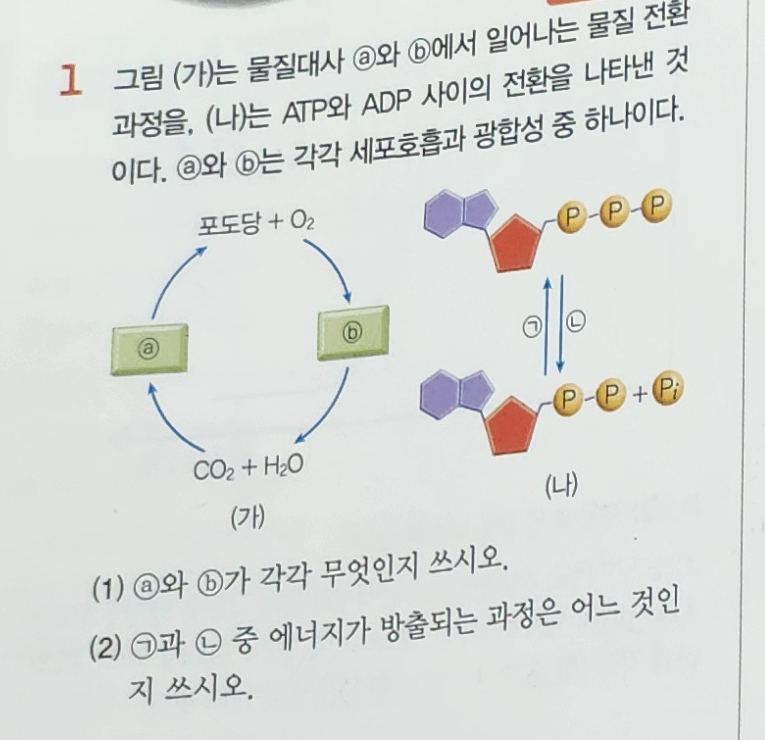 1 그림 (가)는 물질대사 ⓐ와 ⓑ에서 일어나는 물질 전환
과정을, (나)는 ATP와 ADP 사이의 전환을 나타낸 것
이다. ⓐ와 ⓑ는 각각 세포호흡과 광합성 중 하나이다.
포도당 + O₂
ⓐ
ⓑ
CO₂ + H₂O
(가)
P-P-P
㉠ ㉡
P-P + Pi
(나)
(1) ⓐ와 ⓑ가 각각 무엇인지 쓰시오.
(2) ㉠과 ㉡ 중 에너지가 방출되는 과정은 어느 것인
지 쓰시오.